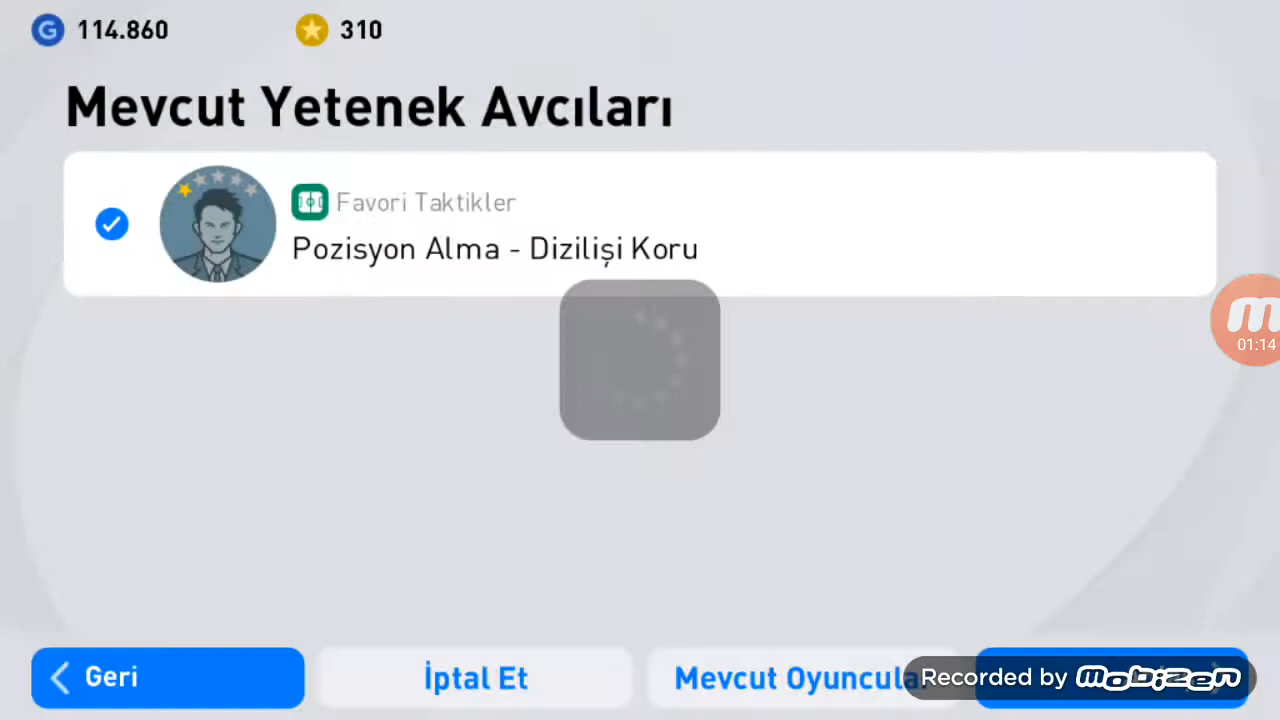 G 114.860 310
Mevcut Yetenek Avcıları
Favori Taktikler
Pozisyon Alma - Dizilişi Koru
01:14
Geri İptal Et Mevcut Recorded by mobizen